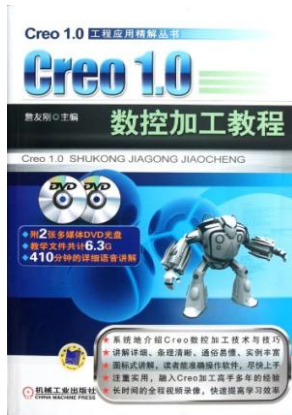 Creo 1.0 工程应用精解丛书
Creo 1.0
詹友刚◎主编
数控加工教程
Creo 1.0 SHUKONG JIAGONG JIAOCHENG
DVD DVD
◆附2张多媒体DVD光盘
◆教学文件共计6.3G
◆410分钟的详细语音讲解
★系统地介绍Creo数控加工技术与技巧
★讲解详细、条理清晰、通俗易懂、实例丰富
★图标式讲解,读者能准确操作软件,尽快上手
★注重实用,融入Creo加工高手多年的经验
★长时间的全程视频录像,快速提高学习效率
机械工业出版社
CHINA MACHINE PRESS